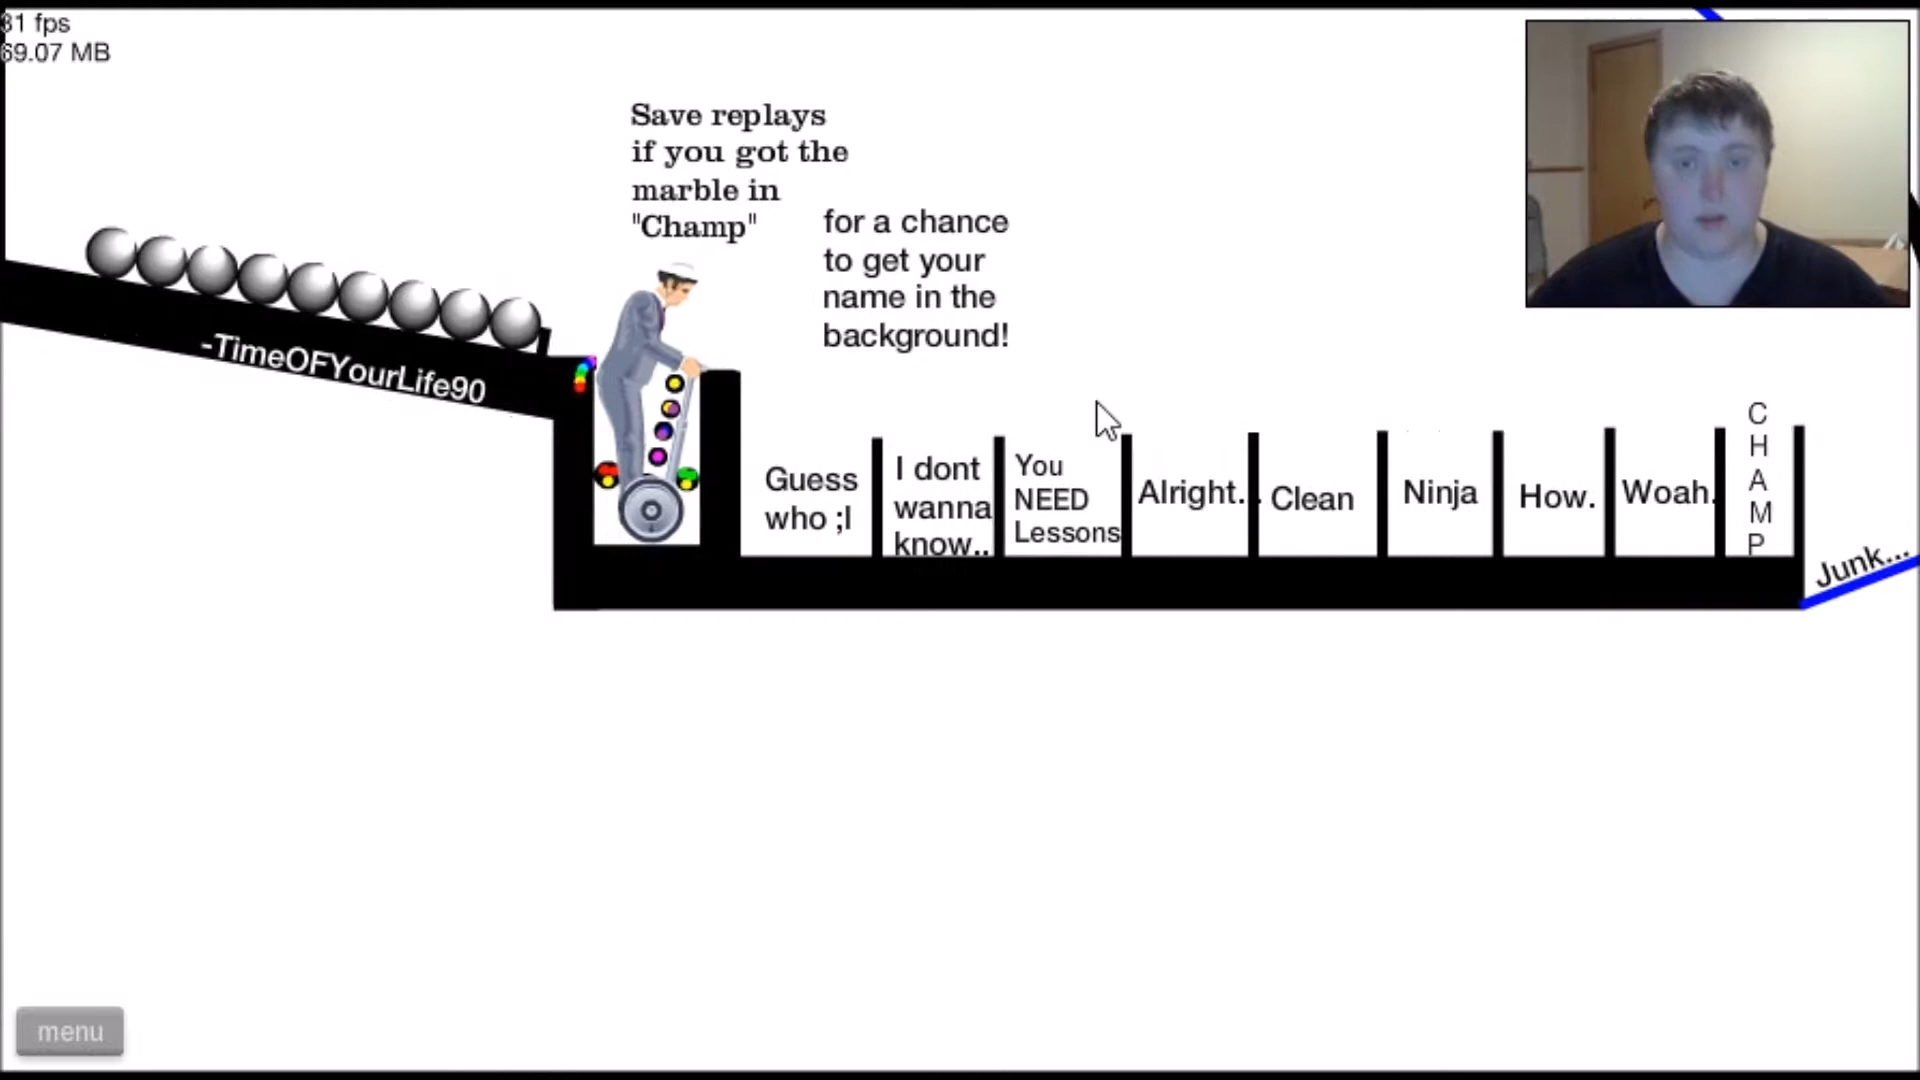 31 fps
69.07 MB
Save replays
if you got the
marble in
"Champ"
for a chance
to get your
name in the
background!
-TimeOFYourLife90
Guess
who ;l
I dont
wanna
know..
You
NEED
Lessons
Alright..
Clean
Ninja
How.
Woah.
C
H
A
M
P
Junk...
menu